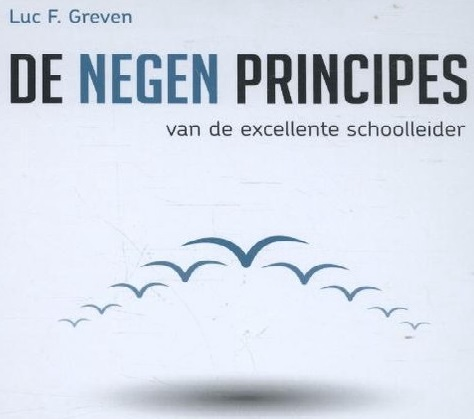 Luc F. Greven
DE NEGEN PRINCIPES
van de excellente schoolleider